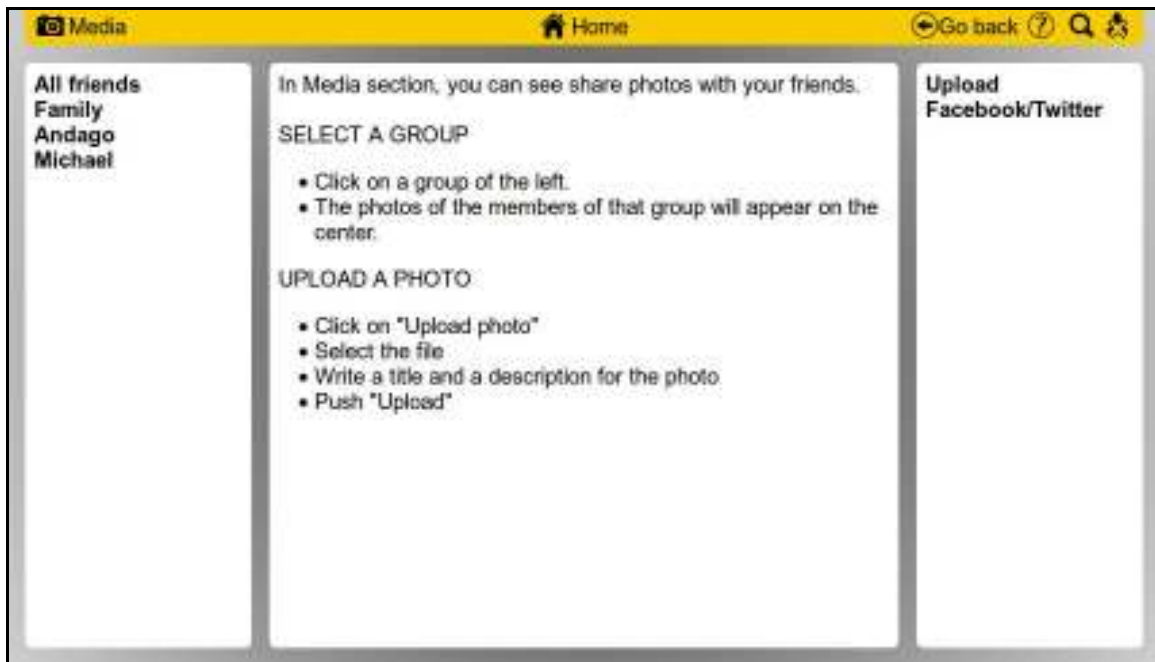 Media
Home
Go back ?
All friends
Family
Andago
Michael
In Media section, you can see share photos with your friends.
SELECT A GROUP
• Click on a group of the left.
• The photos of the members of that group will appear on the
center.
UPLOAD A PHOTO
• Click on "Upload photo"
• Select the file
• Write a title and a description for the photo
• Push "Upload"
Upload
Facebook/Twitter